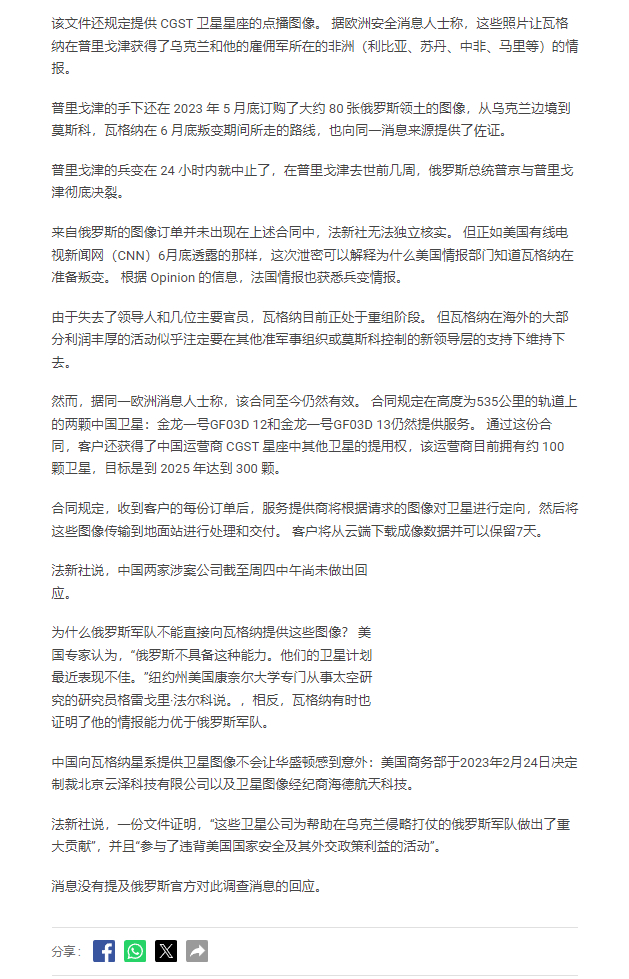 该文件还规定提供 CGST 卫星星座的点播图像。 据欧洲安全消息人士称，这些照片让瓦格
纳在普里戈津获得了乌克兰和他的雇佣军所在的非洲（利比亚、苏丹、中非、马里等）的情
报。
普里戈津的手下还在 2023 年 5 月底订购了大约 80 张俄罗斯领土的图像，从乌克兰边境到
莫斯科，瓦格纳在 6 月底叛变期间所走的路线，也向同一消息来源提供了佐证。
普里戈津的兵变在 24 小时内就中止了，在普里戈津去世前几周，俄罗斯总统普京与普里戈
津彻底决裂。
来自俄罗斯的图像订单并未出现在上述合同中，法新社无法独立核实。 但正如美国有线电
视新闻网（CNN）6月底透露的那样，这次泄密可以解释为什么美国情报部门知道瓦格纳在
准备叛变。 根据 Opinion 的信息，法国情报也获悉兵变情报。
由于失去了领导人和几位主要官员，瓦格纳目前正处于重组阶段。 但瓦格纳在海外的大部
分利润丰厚的活动似乎注定要在其他准军事组织或莫斯科控制的新领导层的支持下维持下
去。
然而，据同一欧洲消息人士称，该合同至今仍然有效。 合同规定在高度为535公里的轨道上
的两颗中国卫星：金龙一号GF03D 12和金龙一号GF03D 13仍然提供服务。 通过这份合
同，客户还获得了中国运营商 CGST 星座中其他卫星的提用权，该运营商目前拥有约 100
颗卫星，目标是到 2025 年达到 300 颗。
合同规定，收到客户的每份订单后，服务提供商将根据请求的图像对卫星进行定向，然后将
这些图像传输到地面站进行处理和交付。 客户将从云端下载成像数据并可以保留7天。
法新社说，中国两家涉案公司截至周四中午尚未做出回
应。
为什么俄罗斯军队不能直接向瓦格纳提供这些图像？ 美
国专家认为，“俄罗斯不具备这种能力。他们的卫星计划
最近表现不佳。”纽约州美国康奈尔大学专门从事太空研
究的研究员格雷戈里·法尔科说。，相反，瓦格纳有时也
证明了他的情报能力优于俄罗斯军队。
中国向瓦格纳星系提供卫星图像不会让华盛顿感到意外：美国商务部于2023年2月24日决定
制裁北京云泽科技有限公司以及卫星图像经纪商海德航天科技。
法新社说，一份文件证明，“这些卫星公司为帮助在乌克兰侵略打仗的俄罗斯军队做出了重
大贡献”，并且“参与了违背美国国家安全及其外交政策利益的活动”。
消息没有提及俄罗斯官方对此调查消息的回应。
分享：